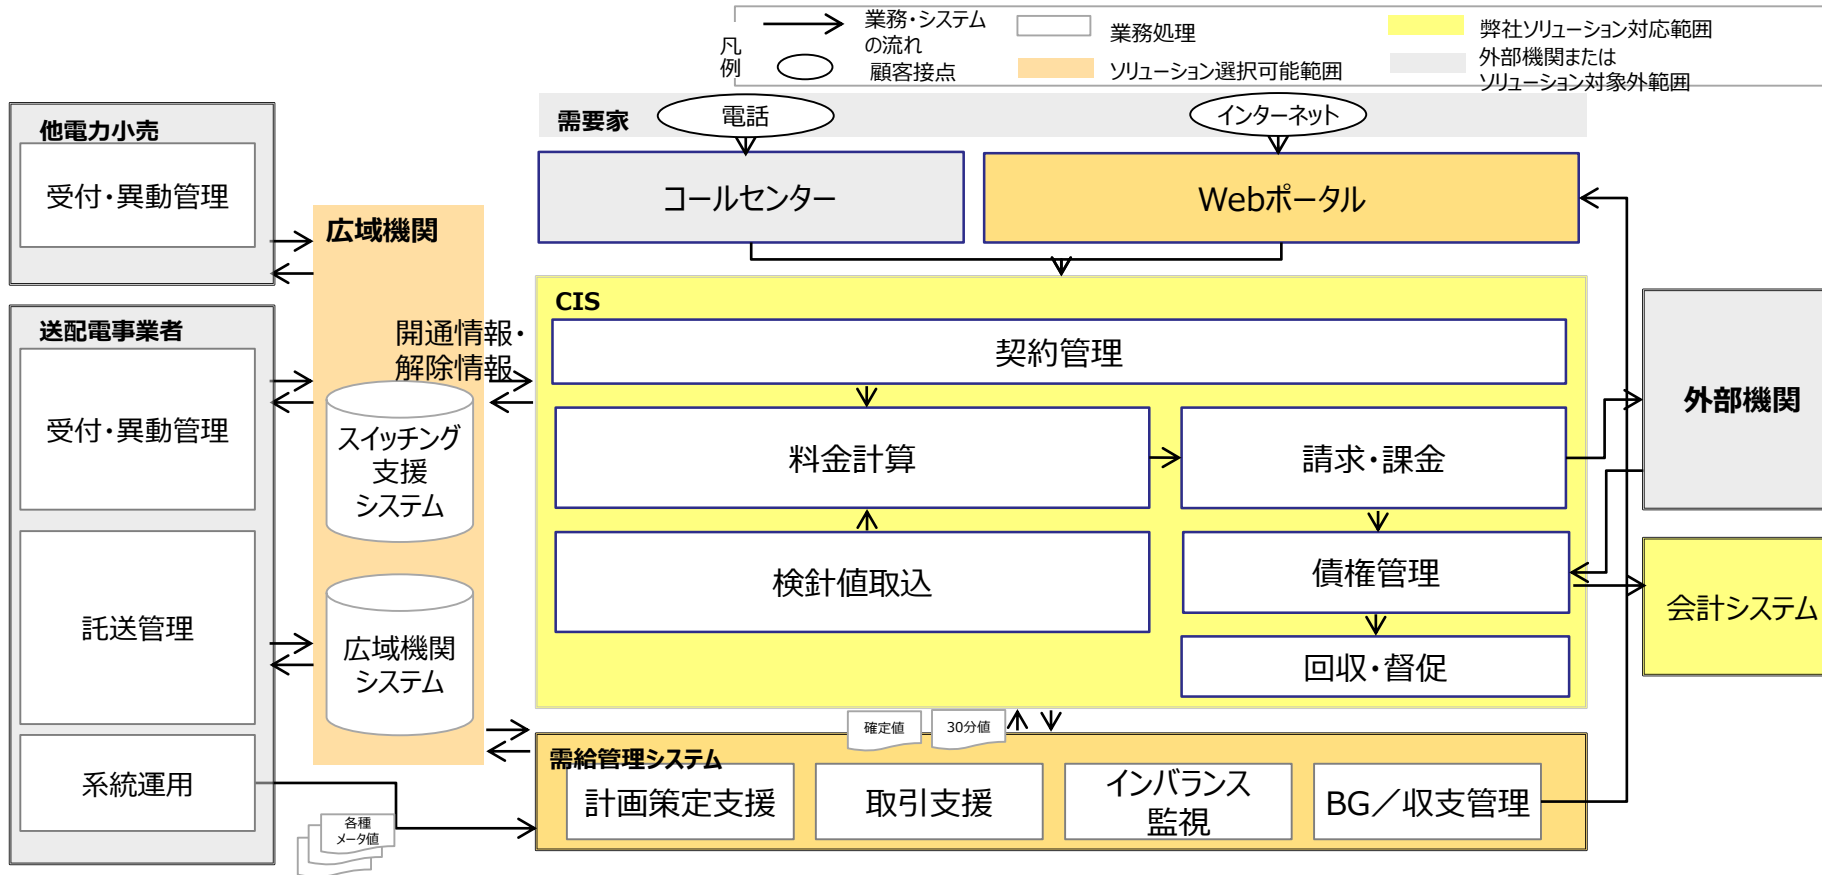 凡
例
業務・システム
の流れ
顧客接点
業務処理
ソリューション選択可能範囲
弊社ソリューション対応範囲
外部機関または
ソリューション対象外範囲
他電力小売
受付・異動管理
需要家
電話
インターネット
コールセンター
Webポータル
広域機関
送配電事業者
受付・異動管理
託送管理
系統運用
開通情報・
解除情報
スイッチング
支援
システム
広域機関
システム
CIS
契約管理
料金計算
請求・課金
検針値取込
債権管理
回収・督促
外部機関
会計システム
確定値
30分値
需給管理システム
計画策定支援
取引支援
インバランス
監視
BG／収支管理
各種
メータ値